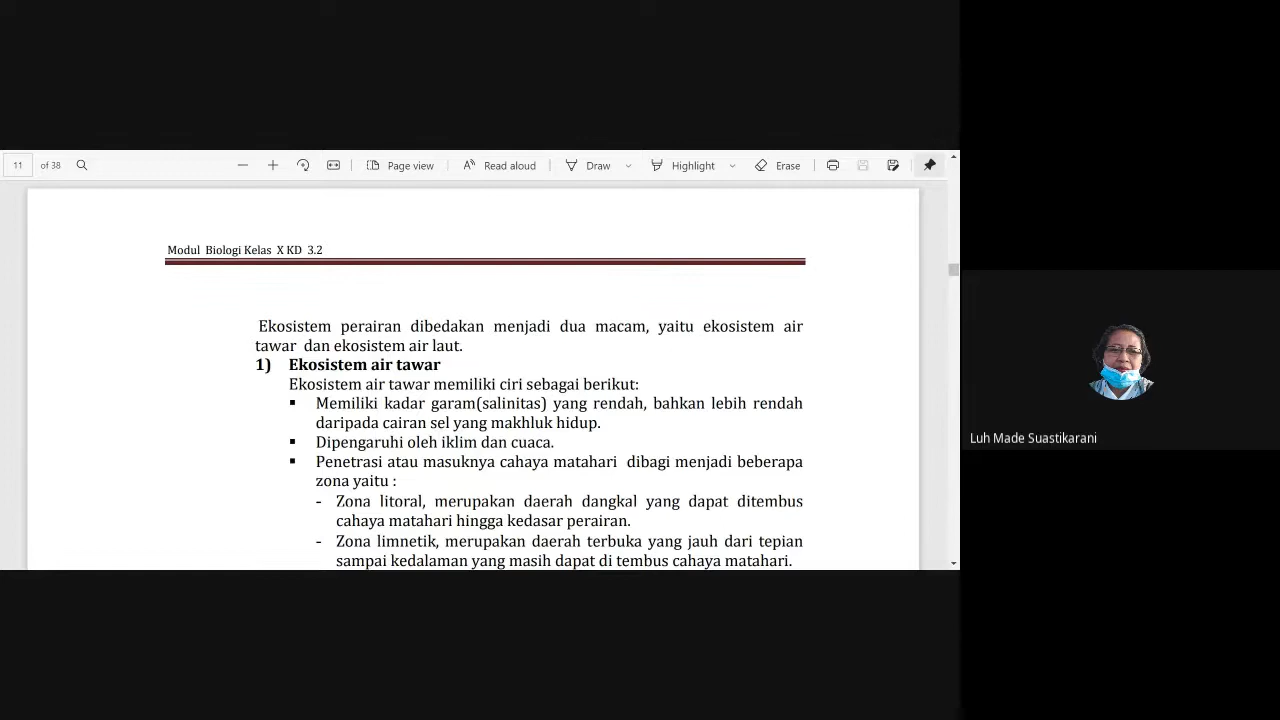 11 of 38 Page view Read aloud Draw Highlight Erase
Modul Biologi Kelas X KD 3.2
Ekosistem perairan dibedakan menjadi dua macam, yaitu ekosistem air
tawar dan ekosistem air laut.
1) Ekosistem air tawar
Ekosistem air tawar memiliki ciri sebagai berikut:
▪ Memiliki kadar garam(salinitas) yang rendah, bahkan lebih rendah
daripada cairan sel yang makhluk hidup.
▪ Dipengaruhi oleh iklim dan cuaca.
▪ Penetrasi atau masuknya cahaya matahari dibagi menjadi beberapa
zona yaitu :
- Zona litoral, merupakan daerah dangkal yang dapat ditembus
cahaya matahari hingga kedasar perairan.
- Zona limnetik, merupakan daerah terbuka yang jauh dari tepian
sampai kedalaman yang masih dapat di tembus cahaya matahari.
Luh Made Suastikarani